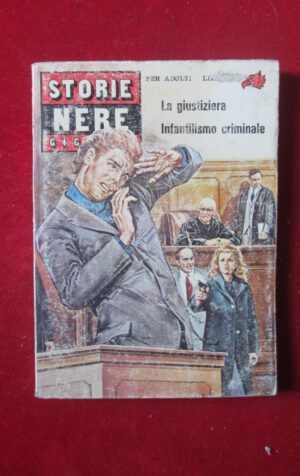 STORIE
NERE
PER ADULTI
La giustiziera
Infantilismo criminale